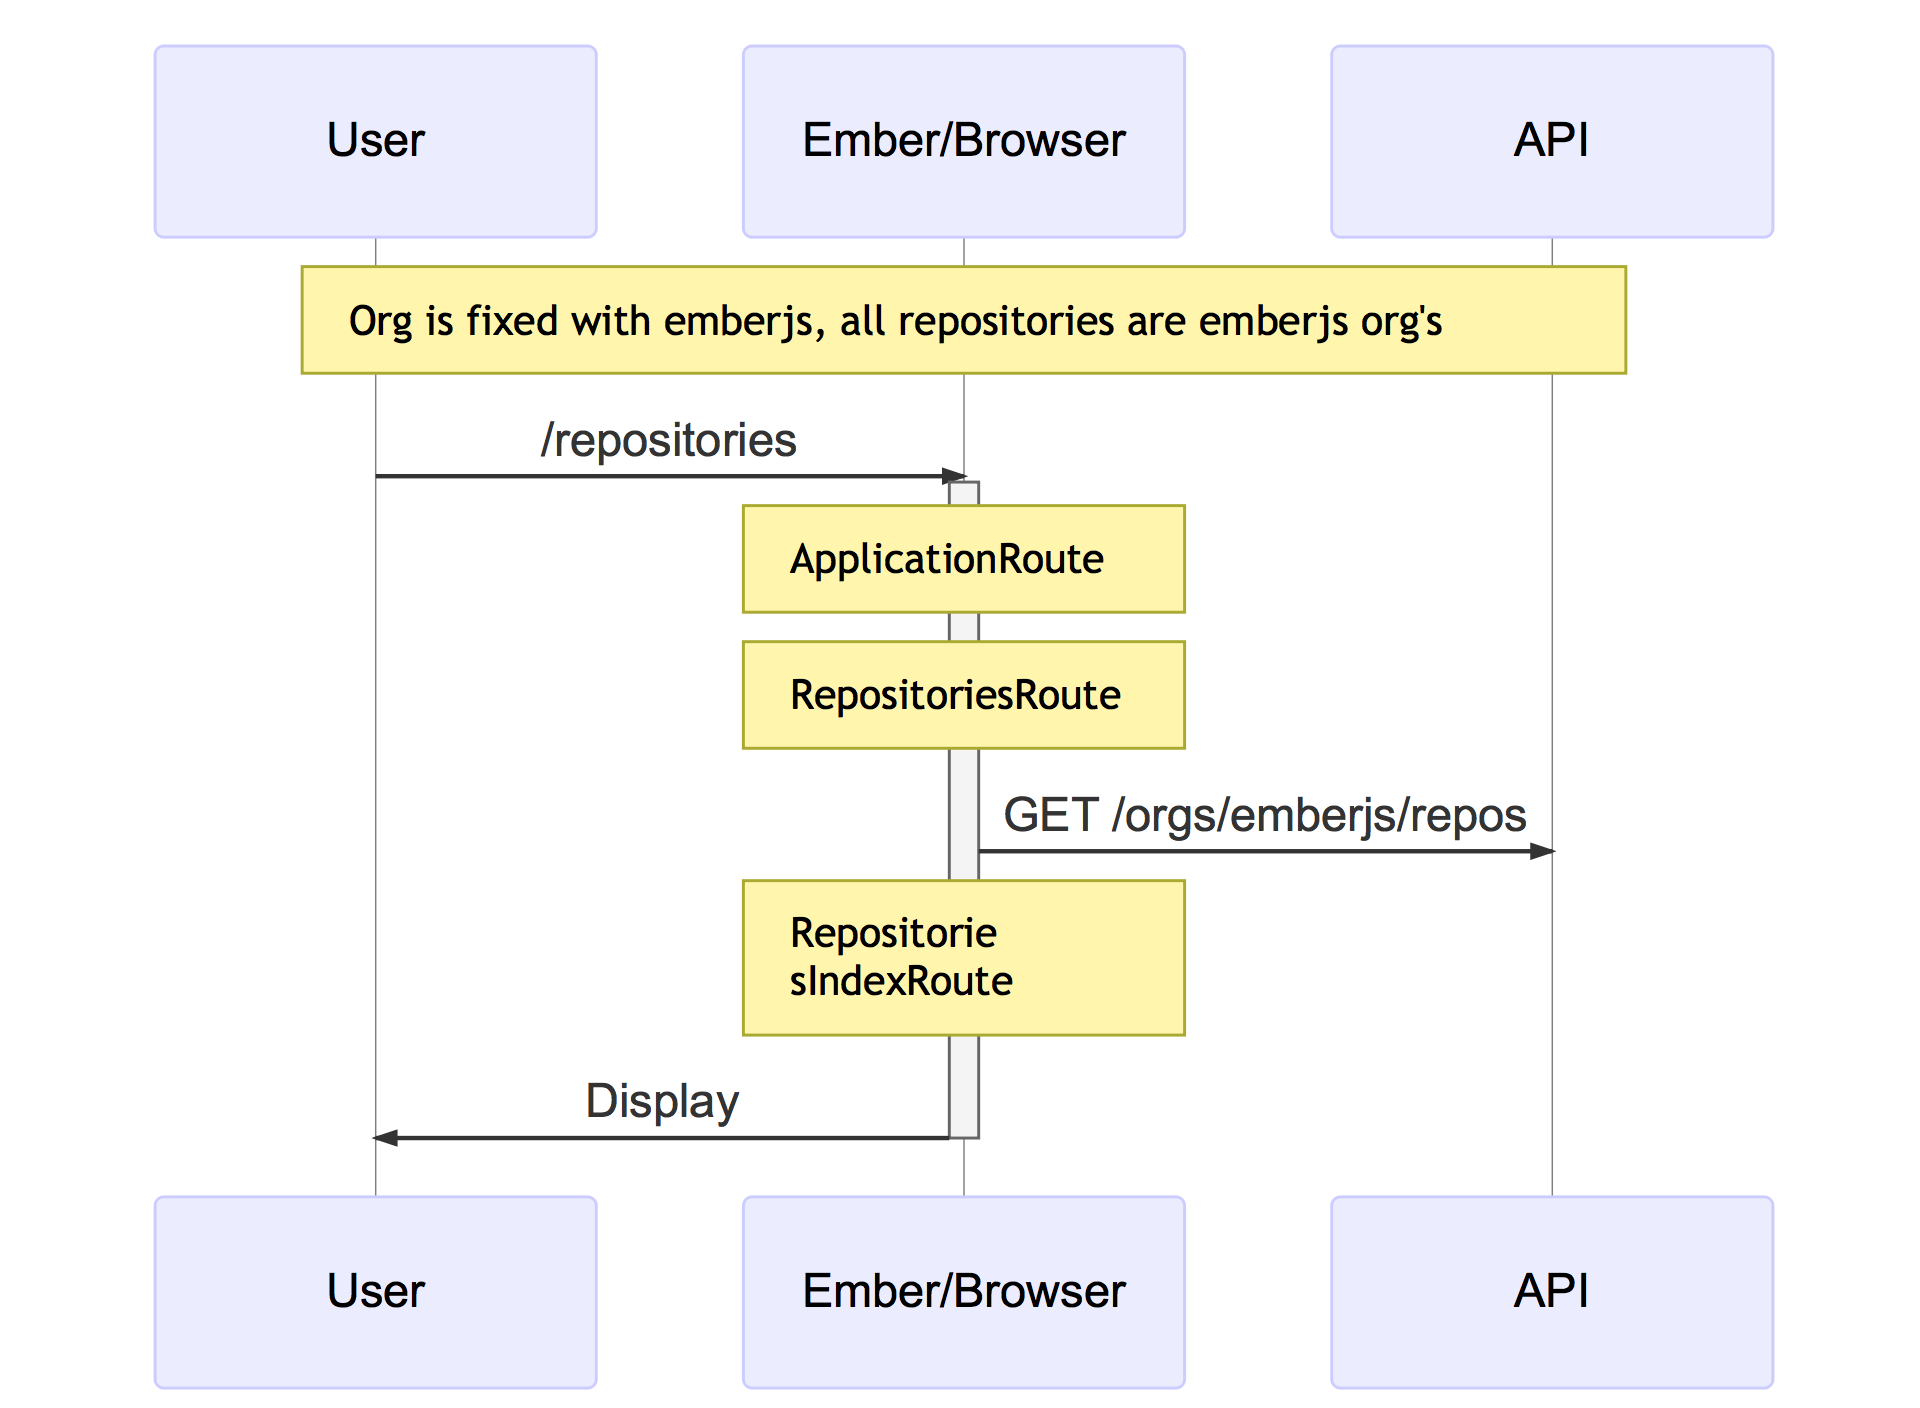 User
Ember/Browser
API
Org is fixed with emberjs, all repositories are emberjs org's
/repositories
ApplicationRoute
RepositoriesRoute
GET /orgs/emberjs/repos
Repositorie
sIndexRoute
Display
User
Ember/Browser
API